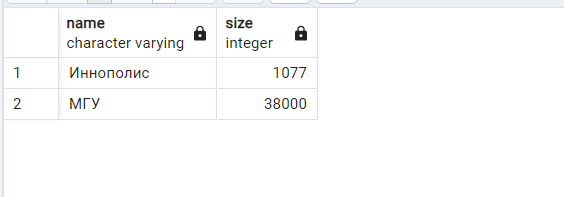 name size
character varying integer
1 Иннополис 1077
2 МГУ 38000